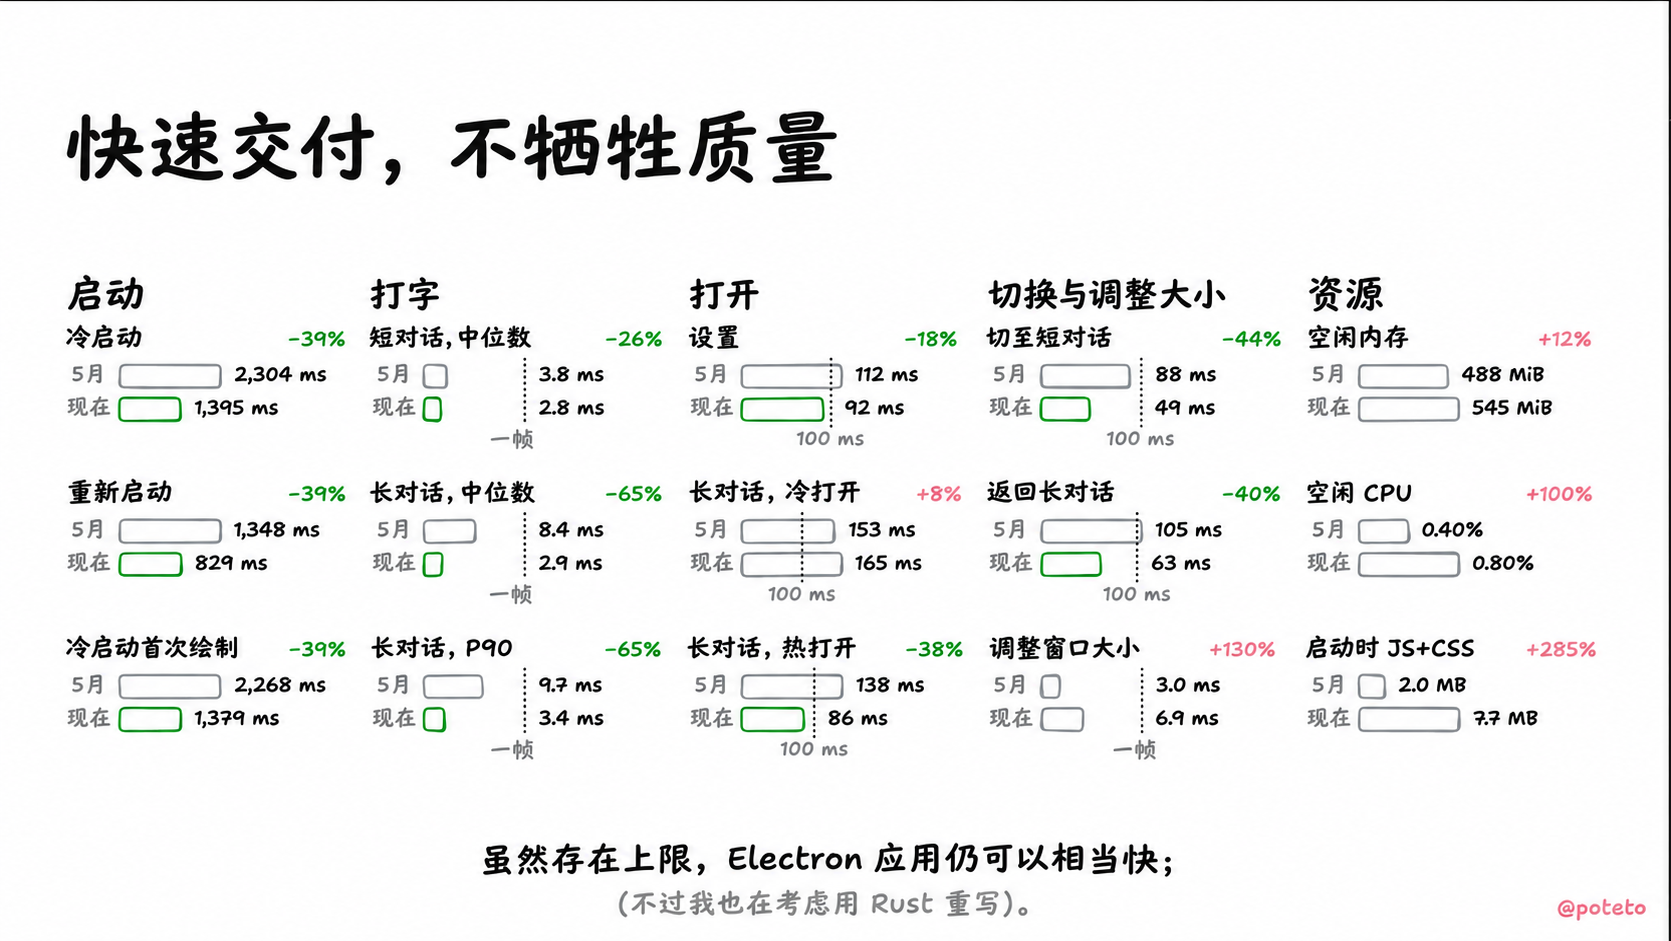 快速交付，不牺牲质量
启动
冷启动 -39%
5月 2,304 ms
现在 1,395 ms
重新启动 -39%
5月 1,348 ms
现在 829 ms
冷启动首次绘制 -39%
5月 2,268 ms
现在 1,379 ms
打字
短对话，中位数 -26%
5月 3.8 ms
现在 2.8 ms
一帧
长对话，中位数 -65%
5月 8.4 ms
现在 2.9 ms
一帧
长对话，P90 -65%
5月 9.7 ms
现在 3.4 ms
一帧
打开
设置 -18%
5月 112 ms
现在 92 ms
100 ms
长对话，冷打开 +8%
5月 153 ms
现在 165 ms
100 ms
长对话，热打开 -38%
5月 138 ms
现在 86 ms
100 ms
切换与调整大小
切至短对话 -44%
5月 88 ms
现在 49 ms
100 ms
返回长对话 -40%
5月 105 ms
现在 63 ms
100 ms
调整窗口大小 +130%
5月 3.0 ms
现在 6.9 ms
一帧
资源
空闲内存 +12%
5月 488 MiB
现在 545 MiB
空闲 CPU +100%
5月 0.40%
现在 0.80%
启动时 JS+CSS +285%
5月 2.0 MB
现在 7.7 MB
虽然存在上限，Electron 应用仍可以相当快；
(不过我也在考虑用 Rust 重写)。
@poteto